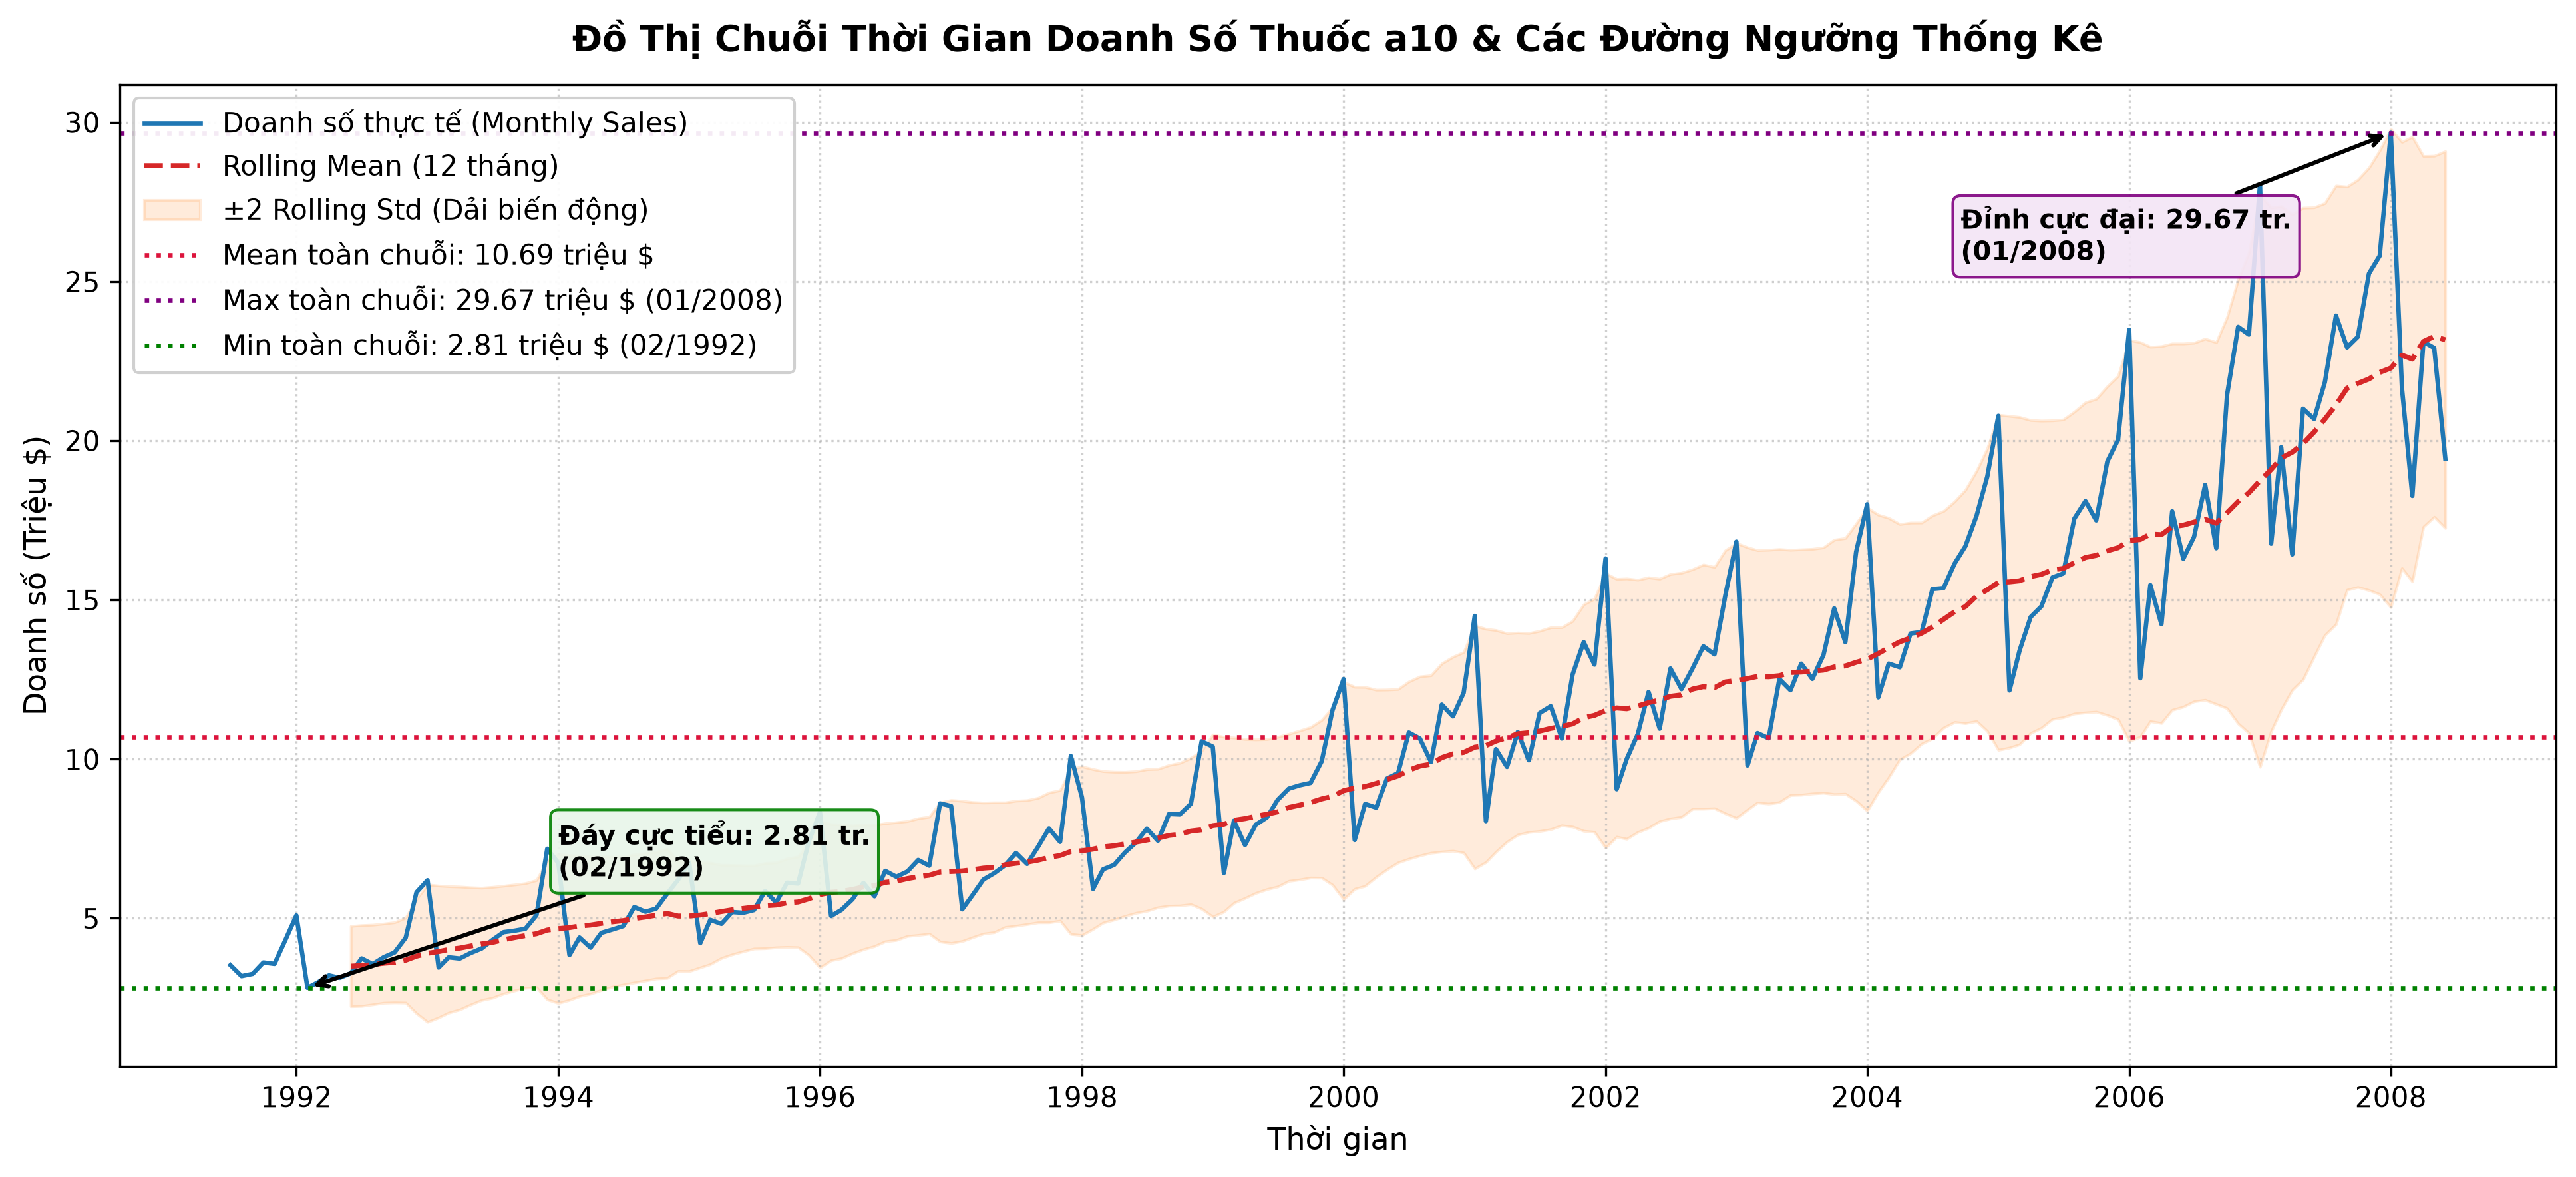 Đồ Thị Chuỗi Thời Gian Doanh Số Thuốc a10 & Các Đường Ngưỡng Thống Kê
Doanh số thực tế (Monthly Sales)
Rolling Mean (12 tháng)
±2 Rolling Std (Dải biến động)
Mean toàn chuỗi: 10.69 triệu $
Max toàn chuỗi: 29.67 triệu $ (01/2008)
Min toàn chuỗi: 2.81 triệu $ (02/1992)
Đỉnh cực đại: 29.67 tr.
(01/2008)
Đáy cực tiểu: 2.81 tr.
(02/1992)
Doanh số (Triệu $)
30
25
20
15
10
5
1992
1994
1996
1998
2000
2002
2004
2006
2008
Thời gian